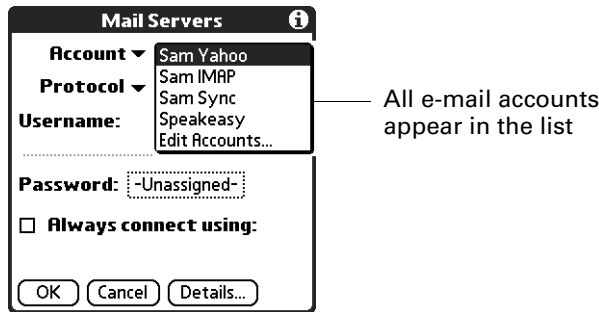 Mail Servers
Account
Sam Yahoo
Sam IMAP
Protocol
Sam Sync
Username:
Speakeasy
Edit Accounts...
All e-mail accounts
appear in the list
Password: -Unassigned-
Always connect using:
OK Cancel Details...